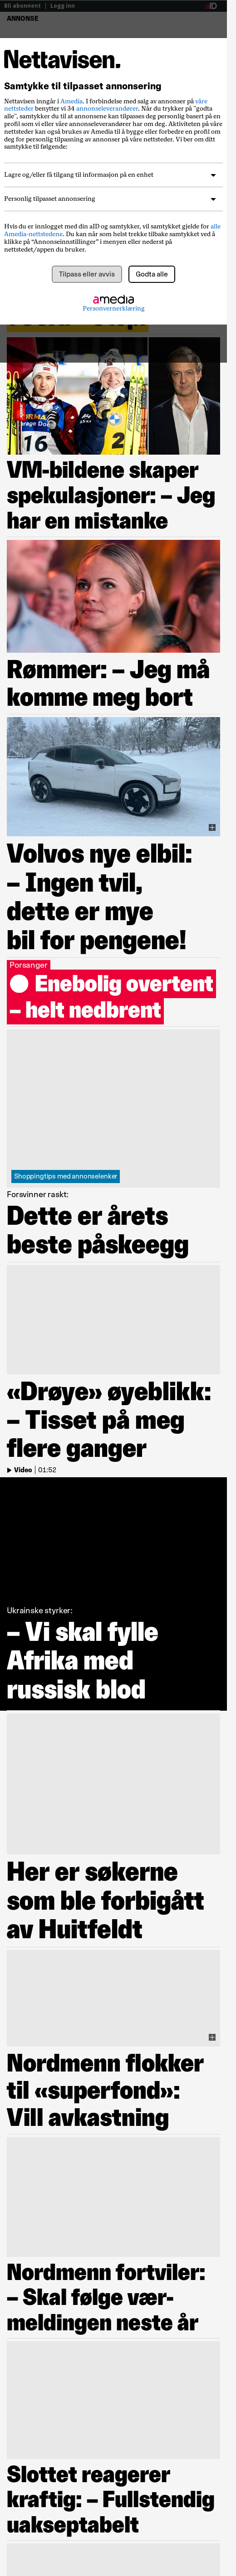 Bli abonnent | Logg inn
aID
ANNONSE
Nettavisen.
Samtykke til tilpasset annonsering
Nettavisen inngår i Amedia. I forbindelse med salg av annonser på våre
nettsteder benytter vi 34 annonseleverandører. Når du trykker på "godta
alle", samtykker du til at annonsene kan tilpasses deg personlig basert på den
profil som vi eller våre annonseleverandører har om deg. Aktiviteten på våre
nettsteder kan også brukes av Amedia til å bygge eller forbedre en profil om
deg for personlig tilpasning av annonser på våre nettsteder. Vi ber om ditt
samtykke til følgende:
Lagre og/eller få tilgang til informasjon på en enhet
Personlig tilpasset annonsering
Hvis du er innlogget med din aID og samtykker, vil samtykket gjelde for alle
Amedia-nettstedene. Du kan når som helst trekke tilbake samtykket ved å
klikke på “Annonseinnstillinger” i menyen eller nederst på
nettstedet/appen du bruker.
Tilpass eller avvis
Godta alle
amedia
Personvernerklæring
16
2
VM-bildene skaper
spekulasjoner: – Jeg
har en mistanke
Rømmer: – Jeg må
komme meg bort
Volvos nye elbil:
– Ingen tvil,
dette er mye
bil for pengene!
Porsanger
Enebolig overtent
– helt nedbrent
Shoppingtips med annonselenker
Forsvinner raskt:
Dette er årets
beste påskeegg
«Drøye» øyeblikk:
– Tisset på meg
flere ganger
Video | 01:52
Ukrainske styrker:
– Vi skal fylle
Afrika med
russisk blod
Her er søkerne
som ble forbigått
av Huitfeldt
Nordmenn flokker
til «superfond»:
Vill avkastning
Nordmenn fortviler:
– Skal følge vær-
meldingen neste år
Slottet reagerer
kraftig: – Fullstendig
uakseptabelt